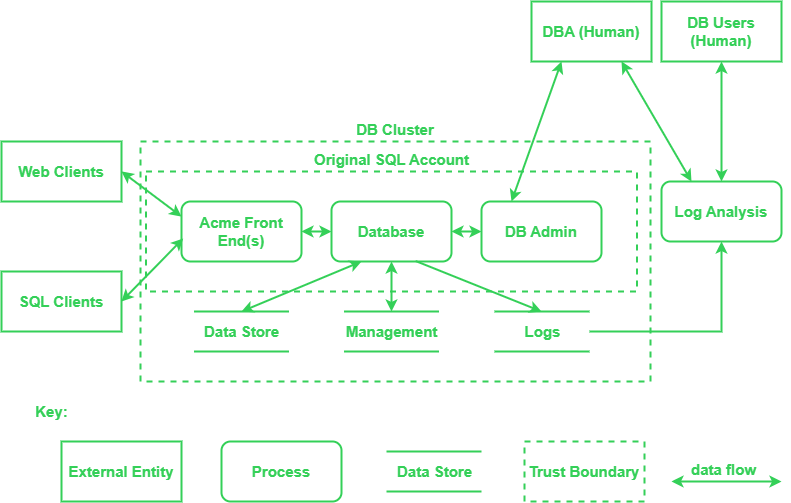 DBA (Human)
DB Users
(Human)
DB Cluster
Original SQL Account
Web Clients
Acme Front
End(s)
Database
DB Admin
Log Analysis
SQL Clients
Data Store
Management
Logs
Key:
External Entity
Process
Data Store
Trust Boundary
data flow